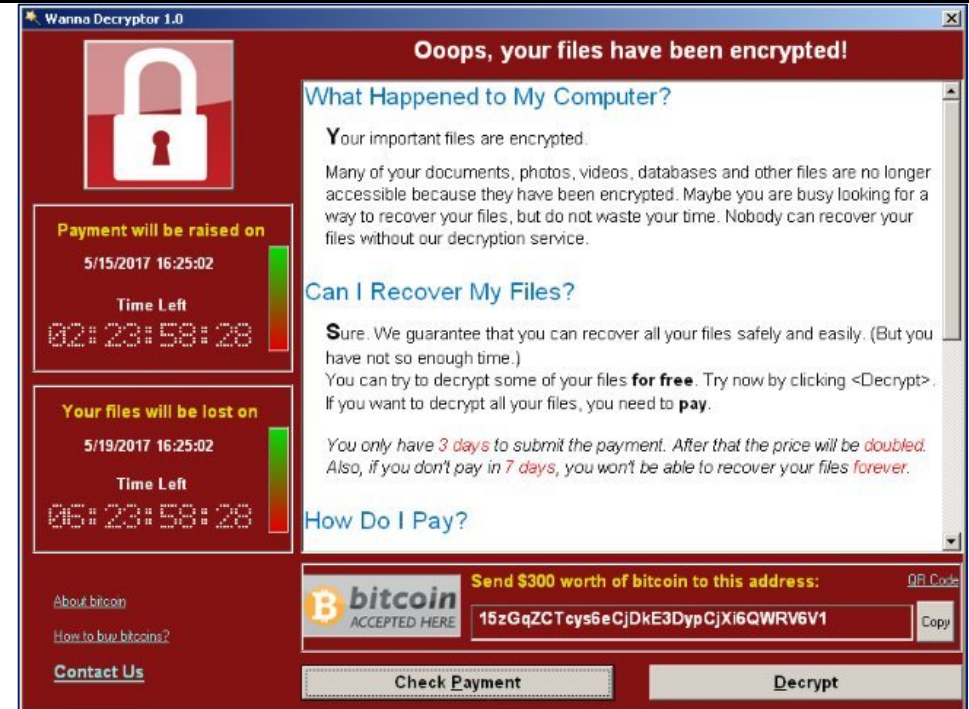 Wanna Decryptor 1.0
Ooops, your files have been encrypted!
Payment will be raised on
5/15/2017 16:25:02
Time Left
02:23:58:28
Your files will be lost on
5/19/2017 16:25:02
Time Left
06:23:58:28
About bitcoin
How to buy bitcoins?
Contact Us
What Happened to My Computer?
Your important files are encrypted.
Many of your documents, photos, videos, databases and other files are no longer
accessible because they have been encrypted. Maybe you are busy looking for a
way to recover your files, but do not waste your time. Nobody can recover your
files without our decryption service.
Can I Recover My Files?
Sure. We guarantee that you can recover all your files safely and easily. (But you
have not so enough time.)
You can try to decrypt some of your files for free. Try now by clicking <Decrypt>.
If you want to decrypt all your files, you need to pay.
You only have 3 days to submit the payment. After that the price will be doubled.
Also, if you don't pay in 7 days, you won't be able to recover your files forever.
How Do I Pay?
bitcoin
ACCEPTED HERE
Send $300 worth of bitcoin to this address:
QR Code
15zGqZCTcys6eCjDkE3DypCjXi6QWRV6V1
Copy
Check Payment
Decrypt